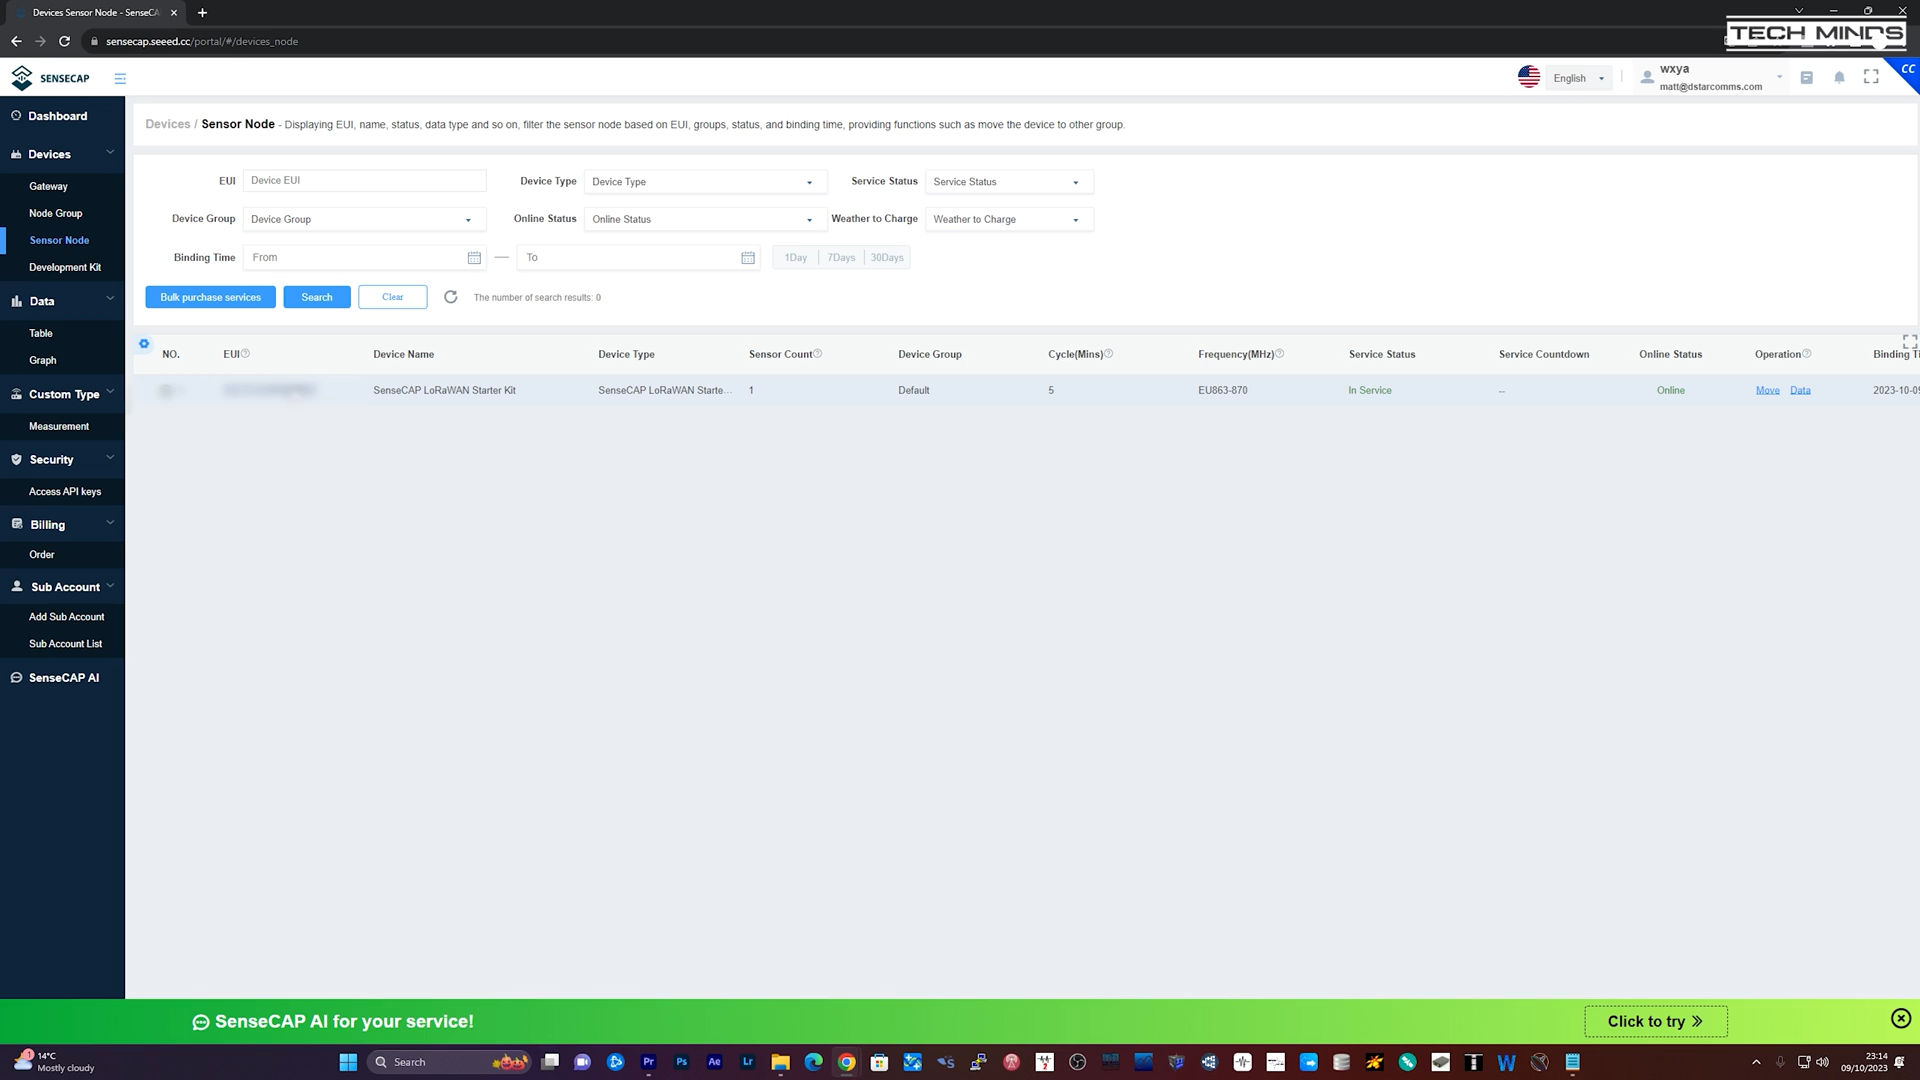 Devices Sensor Node - SenseCA
sensecap.seeed.cc/portal/#/devices_node
TECH MINDS
SENSECAP
English
wxya
matt@dstarcomms.com
CC
Dashboard
Devices
Gateway
Node Group
Sensor Node
Development Kit
Data
Table
Graph
Custom Type
Measurement
Security
Access API keys
Billing
Order
Sub Account
Add Sub Account
Sub Account List
SenseCAP AI
Devices / Sensor Node - Displaying EUI, name, status, data type and so on, filter the sensor node based on EUI, groups, status, and binding time, providing functions such as move the device to other group.
EUI Device EUI Device Type Device Type Service Status Service Status
Device Group Device Group Online Status Online Status Weather to Charge Weather to Charge
Binding Time From — To 1Day 7Days 30Days
Bulk purchase services Search Clear The number of search results: 0
NO. EUI Device Name Device Type Sensor Count Device Group Cycle(Mins) Frequency(MHz) Service Status Service Countdown Online Status Operation Binding Ti
SenseCAP LoRaWAN Starter Kit SenseCAP LoRaWAN Starte... 1 Default 5 EU863-870 In Service -- Online Move Data 2023-10-09
SenseCAP AI for your service!
Click to try
14°C
Mostly cloudy
Search
Pr Ps Ae Lr
W
23:14
09/10/2023